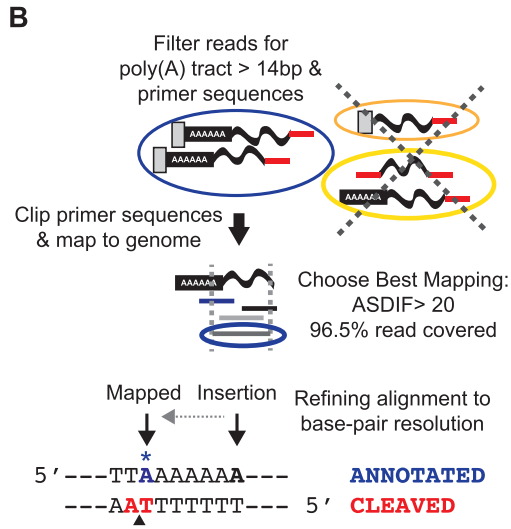 B
Filter reads for
poly(A) tract > 14bp &
primer sequences
AAAAAA
AAAAAA
AAAAAA
Clip primer sequences
& map to genome
AAAAAA
Choose Best Mapping:
ASDIF> 20
96.5% read covered
Mapped Insertion
Refining alignment to
base-pair resolution
*
5’---TTAAAAAAAA--- ANNOTATED
---AATTTTTTTT--- 5’ CLEAVED